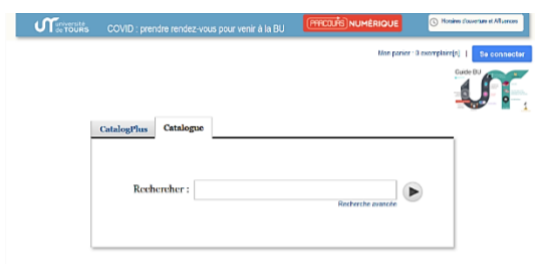 université
de TOURS
COVID : prendre rendez-vous pour venir à la BU
PARCOURS NUMÉRIQUE
Horaires d'ouverture et Affluences
Mon panier : 0 exemplaire(s) | Se connecter
Guide BU
CatalogPlus Catalogue
Rechercher :
Recherche avancée